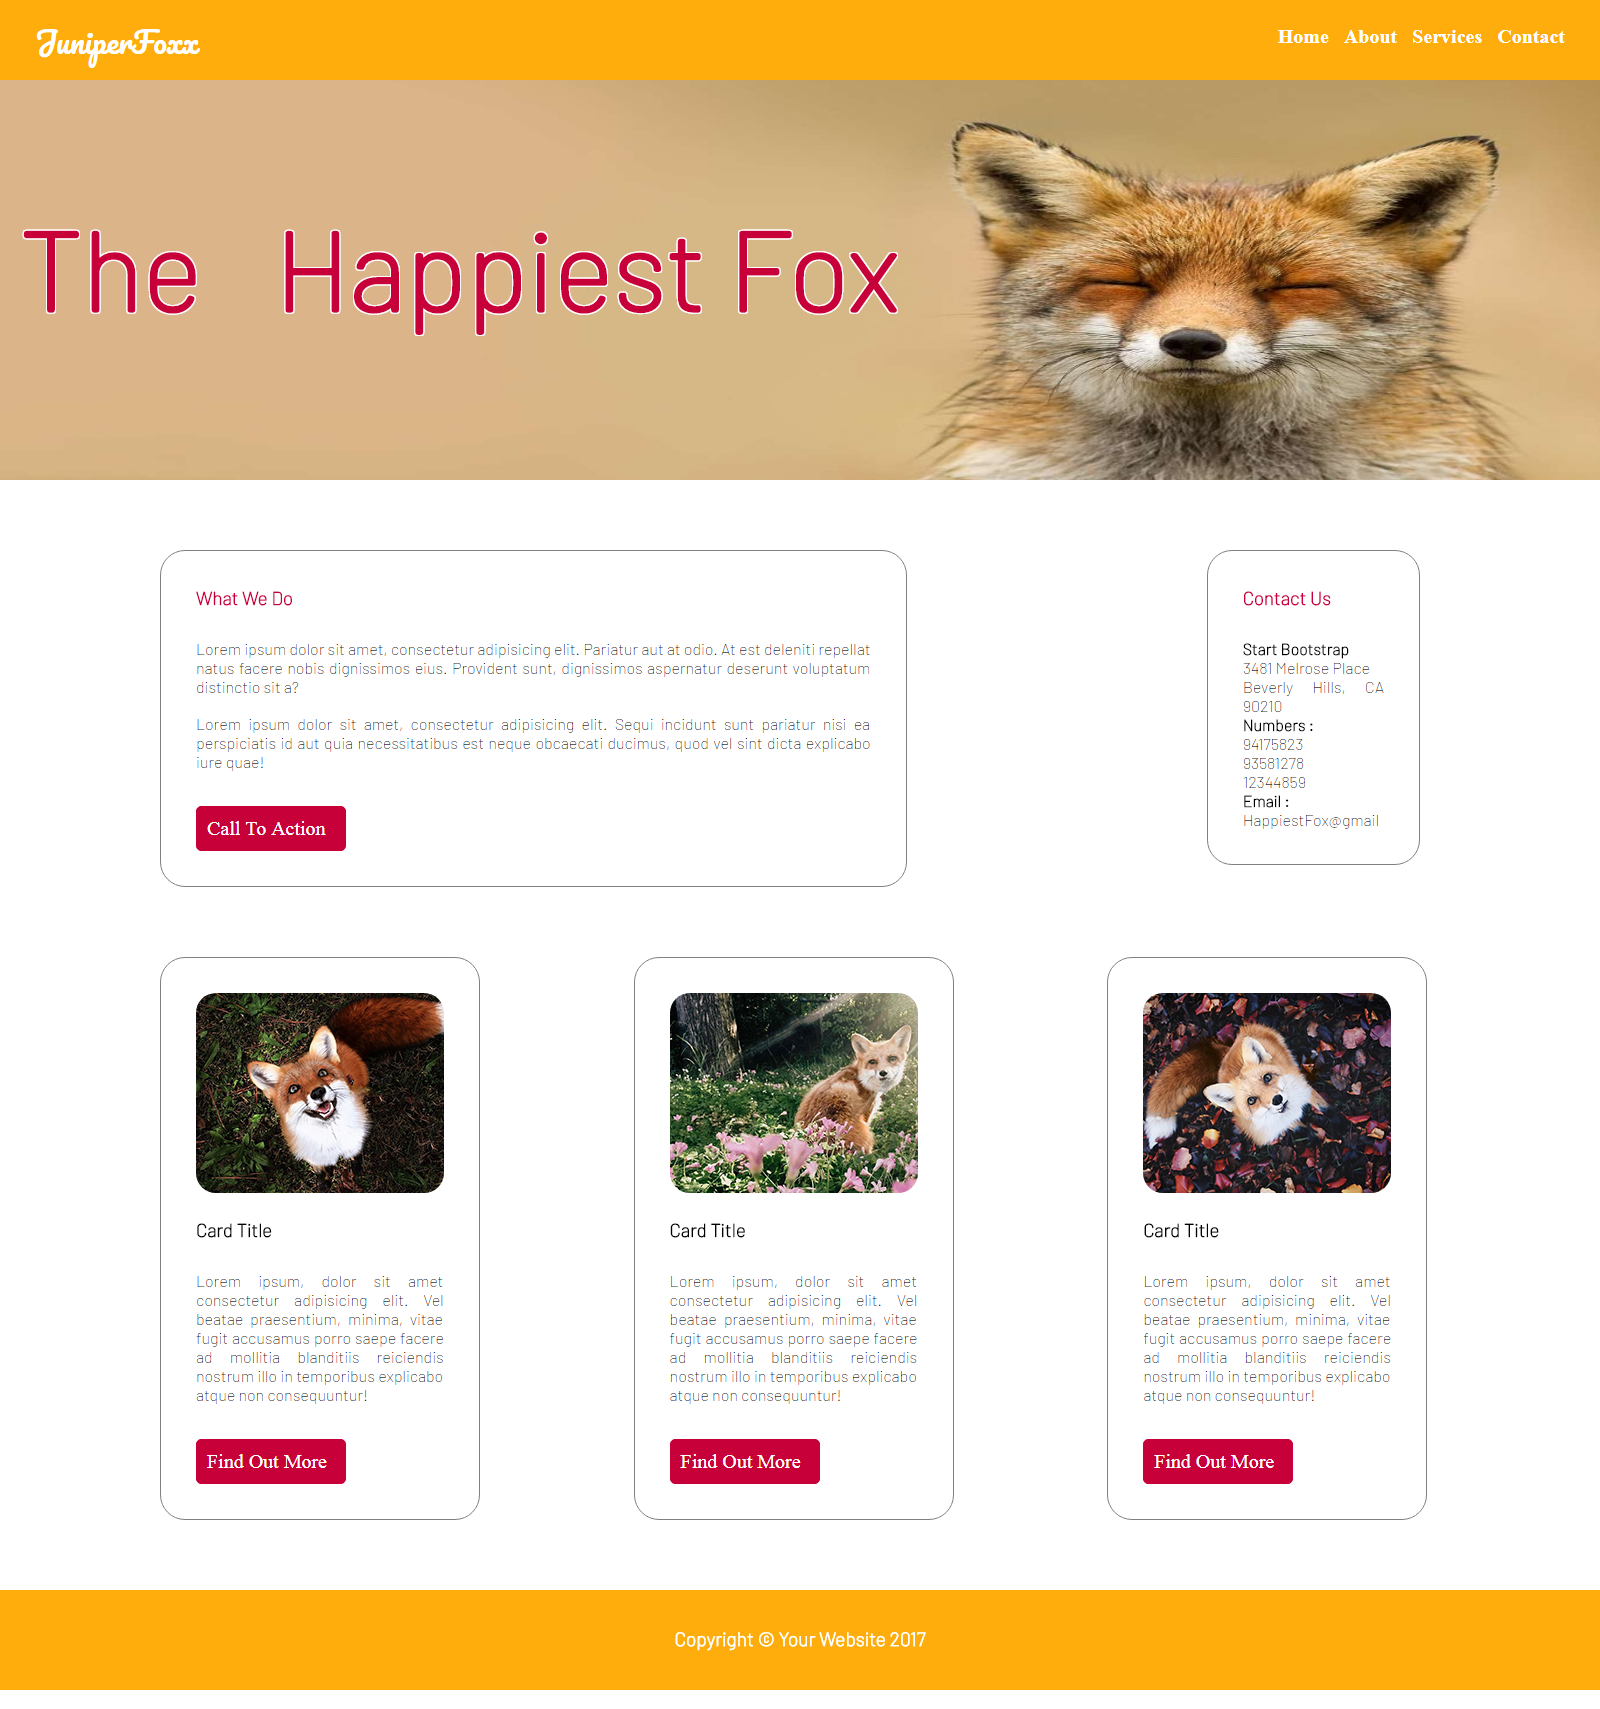 JuniperFoxx
Home About Services Contact
The Happiest Fox
What We Do
Lorem ipsum dolor sit amet, consectetur adipisicing elit. Pariatur aut at odio. At est deleniti repellat
natus facere nobis dignissimos eius. Provident sunt, dignissimos aspernatur deserunt voluptatum
distinctio sit a?
Lorem ipsum dolor sit amet, consectetur adipisicing elit. Sequi incidunt sunt pariatur nisi ea
perspiciatis id aut quia necessitatibus est neque obcaecati ducimus, quod vel sint dicta explicabo
iure quae!
Call To Action
Contact Us
Start Bootstrap
3481 Melrose Place
Beverly Hills, CA
90210
Numbers :
94175823
93581278
12344859
Email :
HappiestFox@gmail
Card Title
Lorem ipsum, dolor sit amet
consectetur adipisicing elit. Vel
beatae praesentium, minima, vitae
fugit accusamus porro saepe facere
ad mollitia blanditiis reiciendis
nostrum illo in temporibus explicabo
atque non consequuntur!
Find Out More
Card Title
Lorem ipsum, dolor sit amet
consectetur adipisicing elit. Vel
beatae praesentium, minima, vitae
fugit accusamus porro saepe facere
ad mollitia blanditiis reiciendis
nostrum illo in temporibus explicabo
atque non consequuntur!
Find Out More
Card Title
Lorem ipsum, dolor sit amet
consectetur adipisicing elit. Vel
beatae praesentium, minima, vitae
fugit accusamus porro saepe facere
ad mollitia blanditiis reiciendis
nostrum illo in temporibus explicabo
atque non consequuntur!
Find Out More
Copyright © Your Website 2017